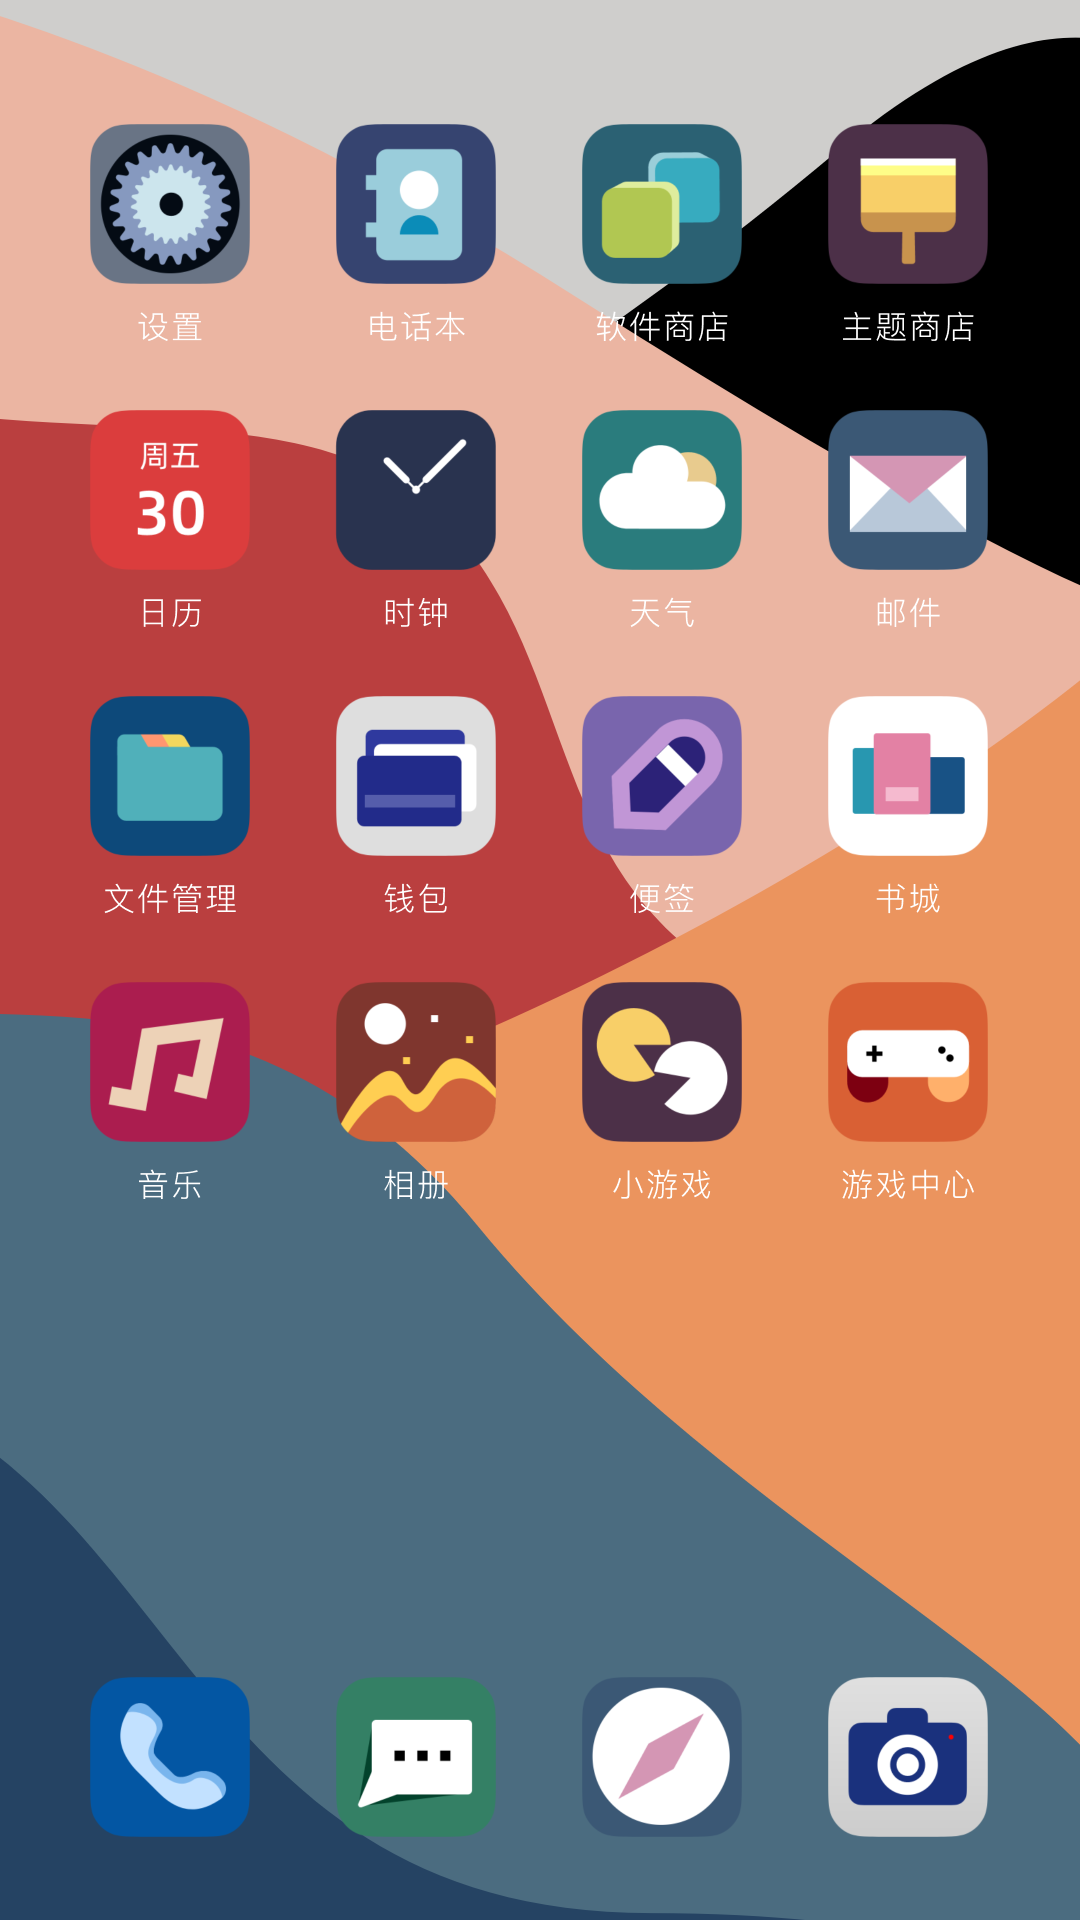 设置
电话本
软件商店
主题商店
周五
30
日历
时钟
天气
邮件
文件管理
钱包
便签
书城
音乐
相册
小游戏
游戏中心